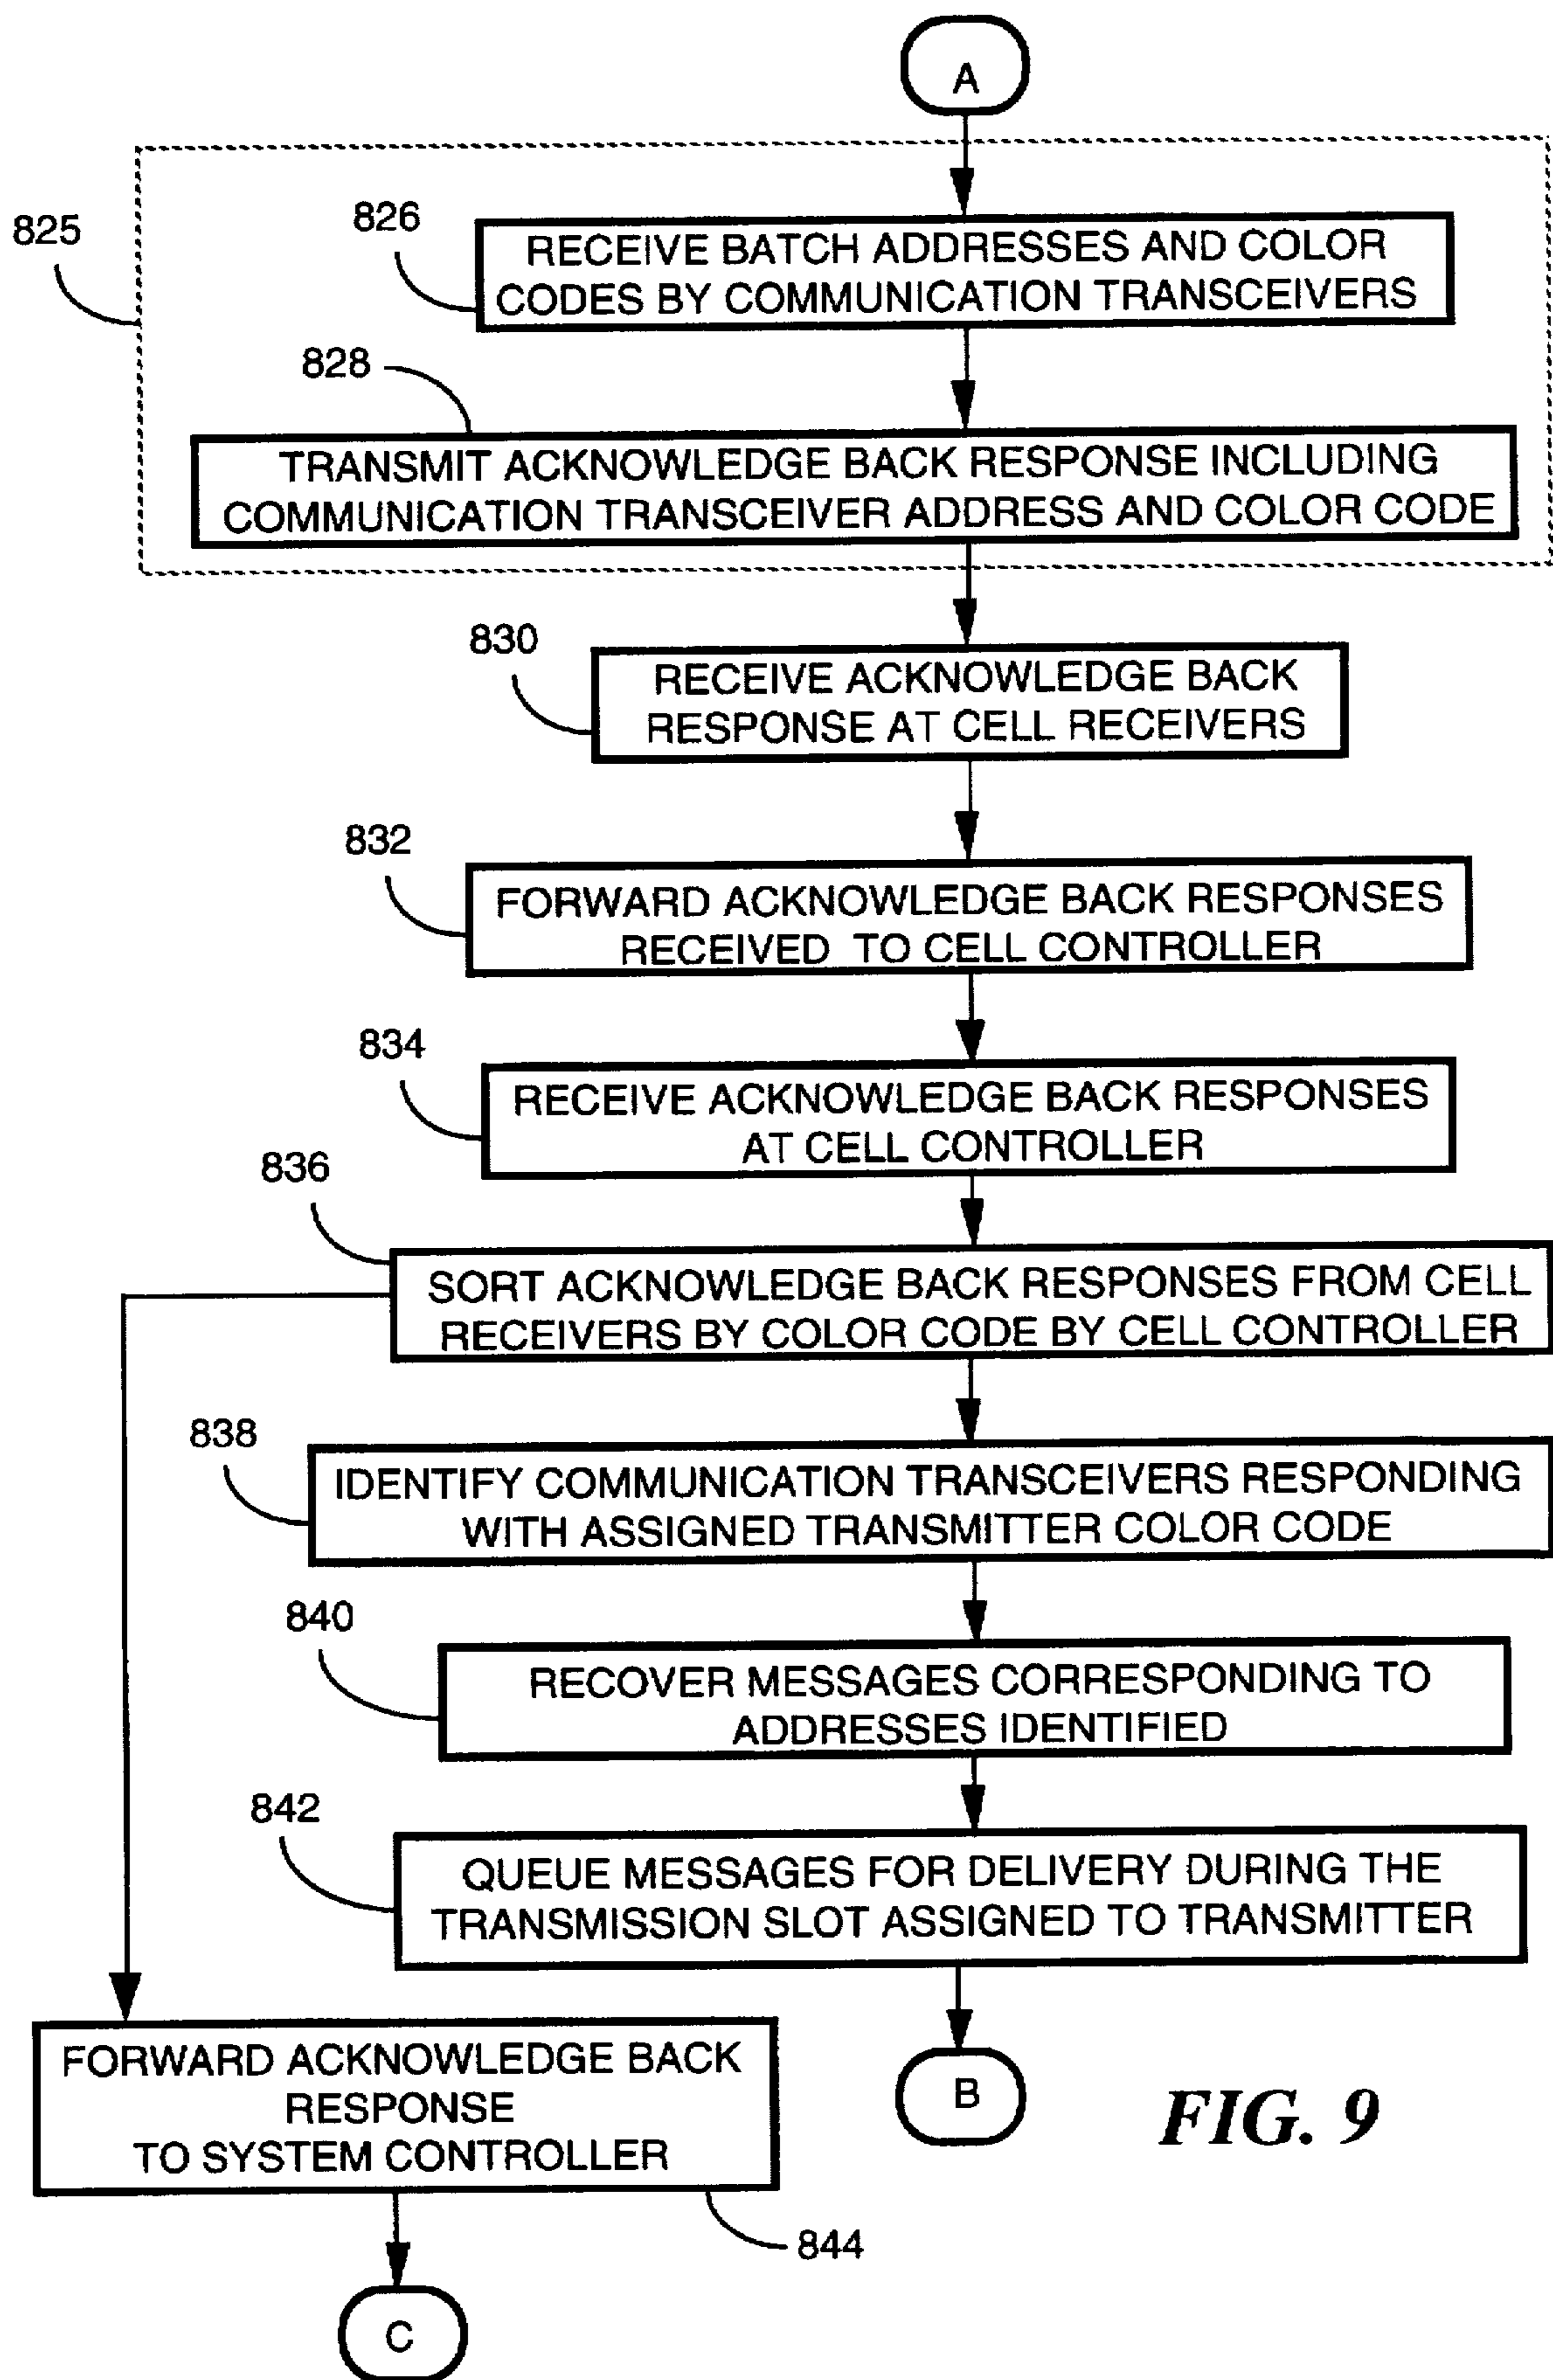 A
825
826
RECEIVE BATCH ADDRESSES AND COLOR
CODES BY COMMUNICATION TRANSCEIVERS
828
TRANSMIT ACKNOWLEDGE BACK RESPONSE INCLUDING
COMMUNICATION TRANSCEIVER ADDRESS AND COLOR CODE
830
RECEIVE ACKNOWLEDGE BACK
RESPONSE AT CELL RECEIVERS
832
FORWARD ACKNOWLEDGE BACK RESPONSES
RECEIVED TO CELL CONTROLLER
834
RECEIVE ACKNOWLEDGE BACK RESPONSES
AT CELL CONTROLLER
836
SORT ACKNOWLEDGE BACK RESPONSES FROM CELL
RECEIVERS BY COLOR CODE BY CELL CONTROLLER
838
IDENTIFY COMMUNICATION TRANSCEIVERS RESPONDING
WITH ASSIGNED TRANSMITTER COLOR CODE
840
RECOVER MESSAGES CORRESPONDING TO
ADDRESSES IDENTIFIED
842
QUEUE MESSAGES FOR DELIVERY DURING THE
TRANSMISSION SLOT ASSIGNED TO TRANSMITTER
FORWARD ACKNOWLEDGE BACK
RESPONSE
TO SYSTEM CONTROLLER
844
B
FIG. 9
C